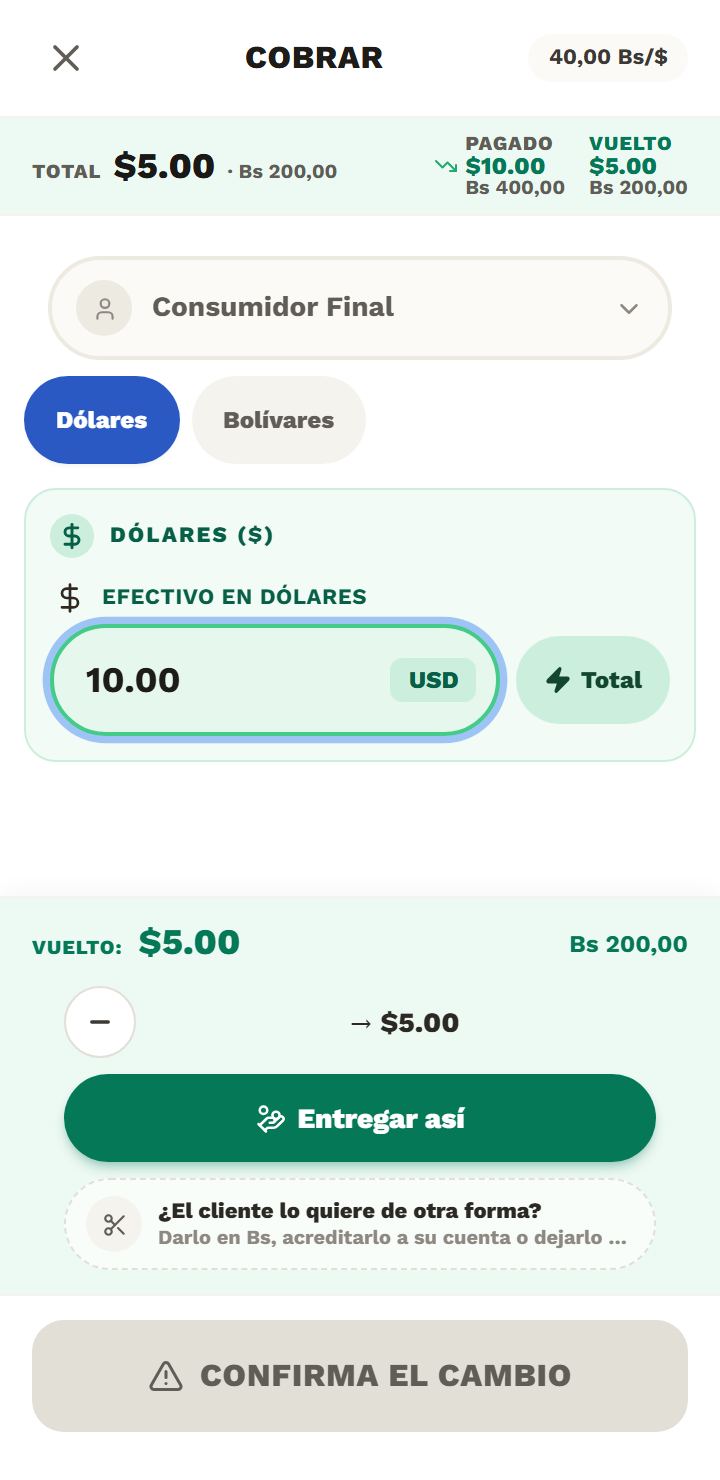 COBRAR
40,00 Bs/$
TOTAL $5.00 · Bs 200,00
PAGADO
$10.00
Bs 400,00
VUELTO
$5.00
Bs 200,00
Consumidor Final
Dólares
Bolívares
DÓLARES ($)
EFECTIVO EN DÓLARES
10.00 USD
Total
VUELTO: $5.00
Bs 200,00
→ $5.00
Entregar así
¿El cliente lo quiere de otra forma?
Darlo en Bs, acreditarlo a su cuenta o dejarlo ...
CONFIRMA EL CAMBIO